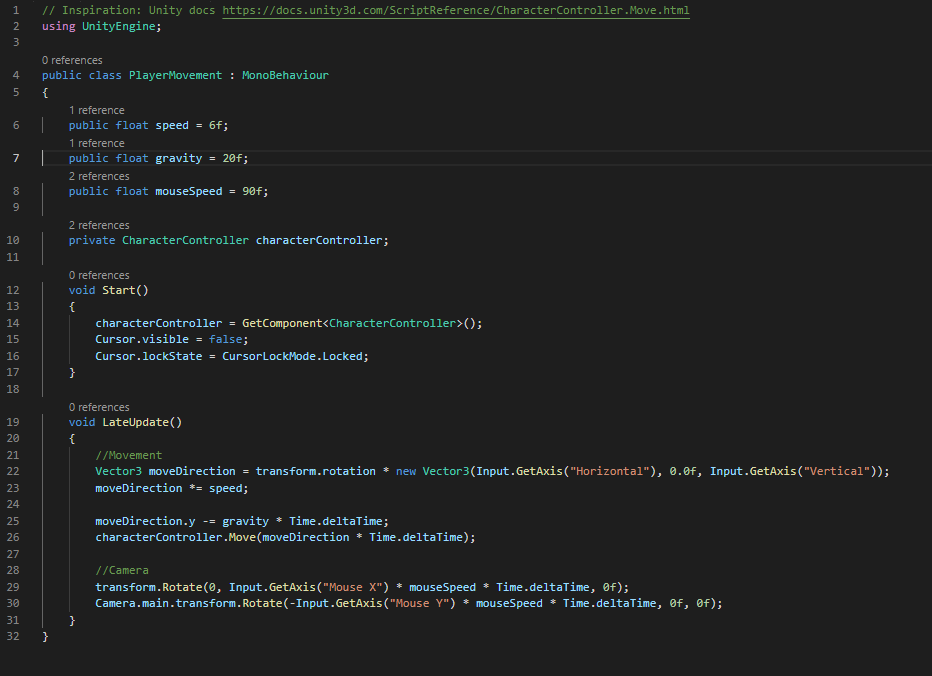 1 // Inspiration: Unity docs https://docs.unity3d.com/ScriptReference/CharacterController.Move.html
2 using UnityEngine;
3
0 references
4 public class PlayerMovement : MonoBehaviour
5 {
1 reference
6 public float speed = 6f;
1 reference
7 public float gravity = 20f;
2 references
8 public float mouseSpeed = 90f;
9
2 references
10 private CharacterController characterController;
11
0 references
12 void Start()
13 {
14 characterController = GetComponent<CharacterController>();
15 Cursor.visible = false;
16 Cursor.lockState = CursorLockMode.Locked;
17 }
18
0 references
19 void LateUpdate()
20 {
21 //Movement
22 Vector3 moveDirection = transform.rotation * new Vector3(Input.GetAxis("Horizontal"), 0.0f, Input.GetAxis("Vertical"));
23 moveDirection *= speed;
24
25 moveDirection.y -= gravity * Time.deltaTime;
26 characterController.Move(moveDirection * Time.deltaTime);
27
28 //Camera
29 transform.Rotate(0, Input.GetAxis("Mouse X") * mouseSpeed * Time.deltaTime, 0f);
30 Camera.main.transform.Rotate(-Input.GetAxis("Mouse Y") * mouseSpeed * Time.deltaTime, 0f, 0f);
31 }
32 }